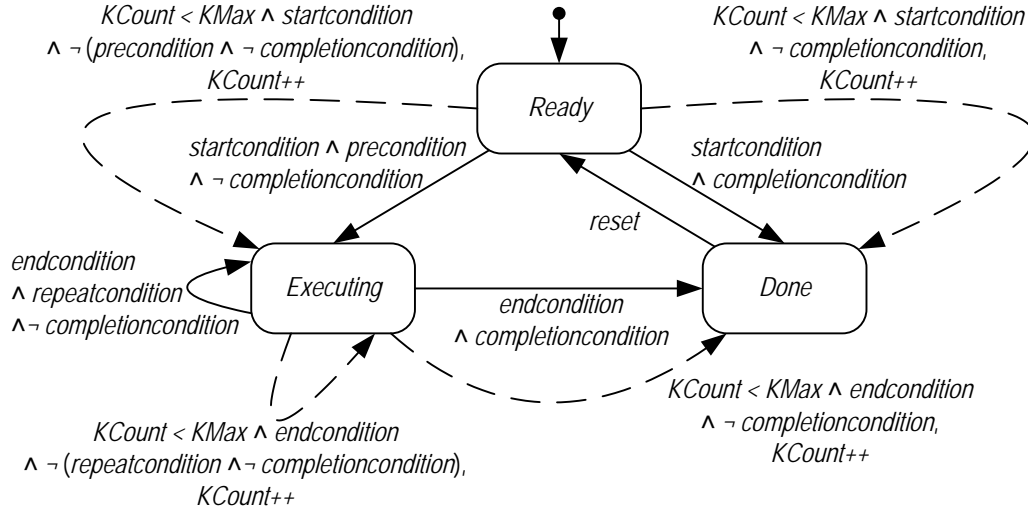 KCount < KMax ∧ startcondition
∧ ¬ (precondition ∧ ¬ completioncondition),
KCount++
KCount < KMax ∧ startcondition
∧ ¬ completioncondition,
KCount++
Ready
startcondition ∧ precondition
∧ ¬ completioncondition
startcondition
∧ completioncondition
reset
endcondition
∧ repeatcondition
∧¬ completioncondition
Executing
endcondition
∧ completioncondition
Done
KCount < KMax ∧ endcondition
∧ ¬ (repeatcondition ∧¬ completioncondition),
KCount++
KCount < KMax ∧ endcondition
∧ ¬ completioncondition,
KCount++